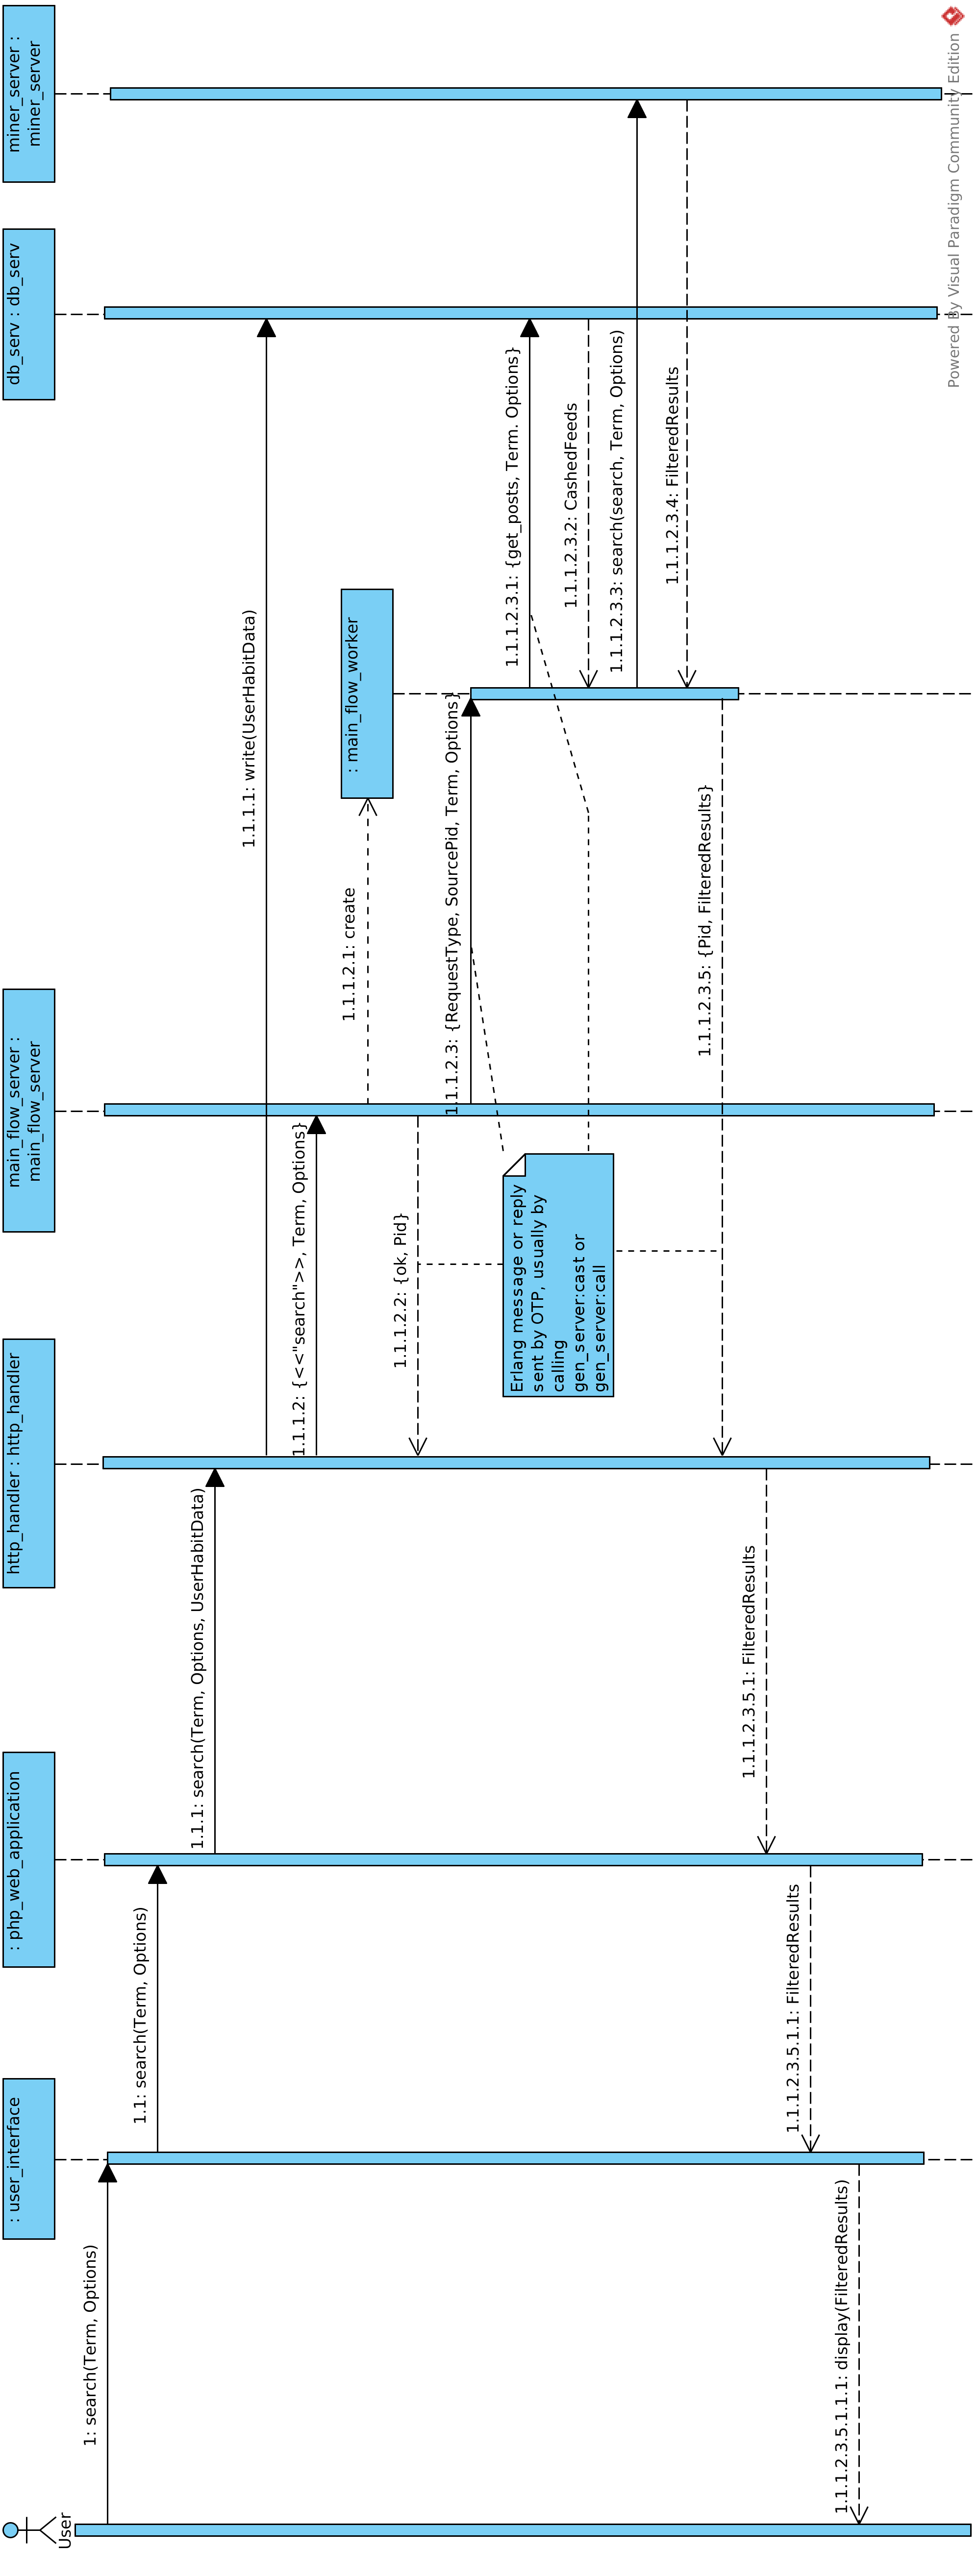 User
: user_interface
: php_web_application
http_handler : http_handler
main_flow_server :
main_flow_server
db_serv : db_serv
miner_server :
miner_server
1: search(Term, Options)
1.1: search(Term, Options)
1.1.1: search(Term, Options, UserHabitData)
1.1.1.1: write(UserHabitData)
1.1.1.2: {<<"search">>, Term, Options}
1.1.1.2.1: create
: main_flow_worker
1.1.1.2.2: {ok, Pid}
1.1.1.2.3: {RequestType, SourcePid, Term, Options}
Erlang message or reply
sent by OTP, usually by
calling
gen_server:cast or
gen_server:call
1.1.1.2.3.1: {get_posts, Term. Options}
1.1.1.2.3.2: CashedFeeds
1.1.1.2.3.3: search(search, Term, Options)
1.1.1.2.3.4: FilteredResults
1.1.1.2.3.5: {Pid, FilteredResults}
1.1.1.2.3.5.1: FilteredResults
1.1.1.2.3.5.1.1: FilteredResults
1.1.1.2.3.5.1.1.1: display(FilteredResults)
Powered By Visual Paradigm Community Edition